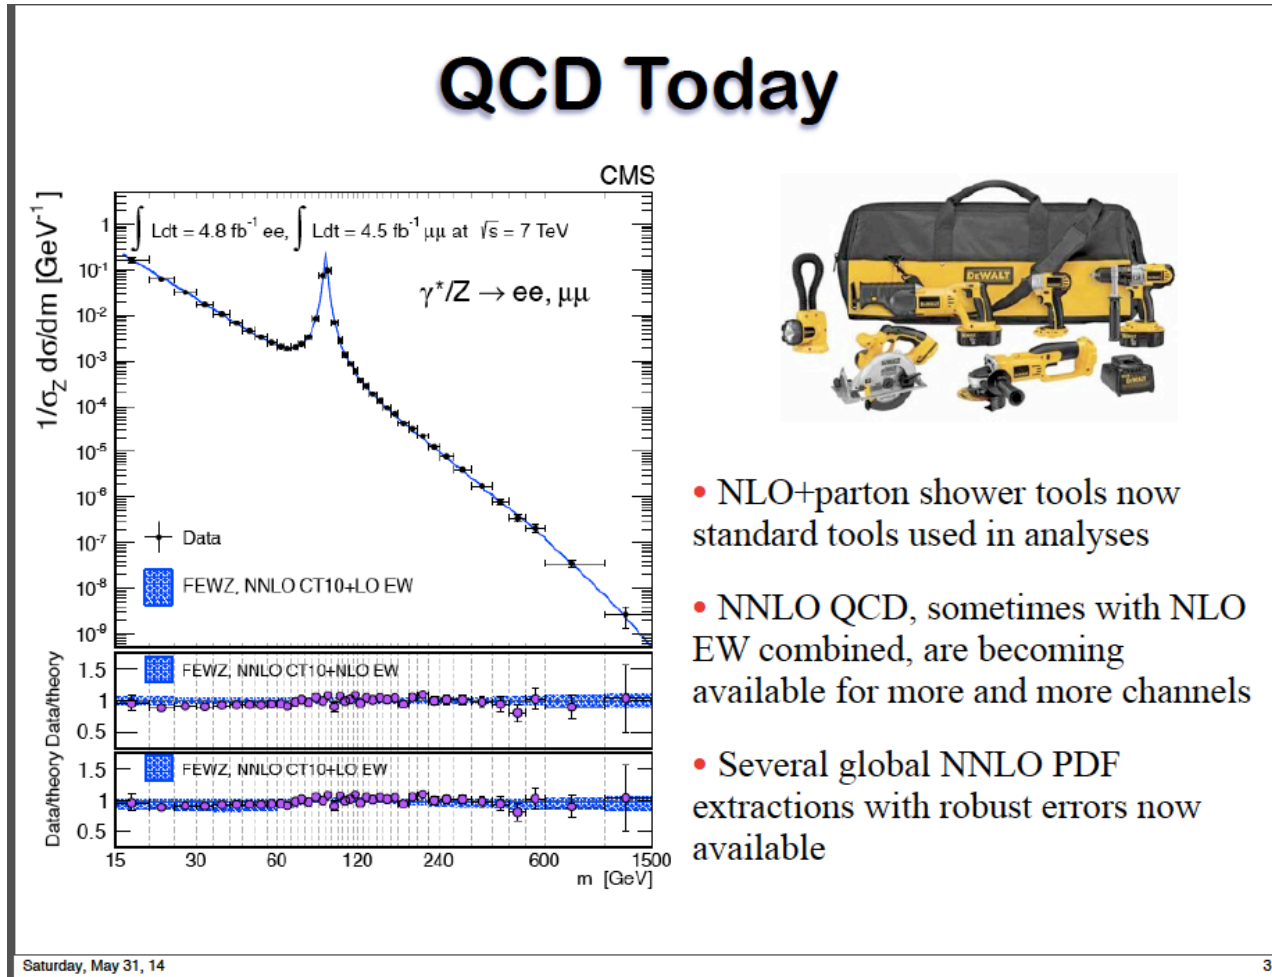 QCD Today
CMS
∫ Ldt = 4.8 fb⁻¹ ee, ∫ Ldt = 4.5 fb⁻¹ μμ at √s = 7 TeV
γ*/Z → ee, μμ
1/σ_Z dσ/dm [GeV⁻¹]
1
10⁻¹
10⁻²
10⁻³
10⁻⁴
10⁻⁵
10⁻⁶
10⁻⁷
10⁻⁸
10⁻⁹
Data
FEWZ, NNLO CT10+LO EW
Data/theory
1.5
1
0.5
FEWZ, NNLO CT10+NLO EW
Data/theory
1.5
1
0.5
FEWZ, NNLO CT10+LO EW
15 30 60 120 240 600 1500
m [GeV]
DEWALT
• NLO+parton shower tools now
standard tools used in analyses
• NNLO QCD, sometimes with NLO
EW combined, are becoming
available for more and more channels
• Several global NNLO PDF
extractions with robust errors now
available
Saturday, May 31, 14
3